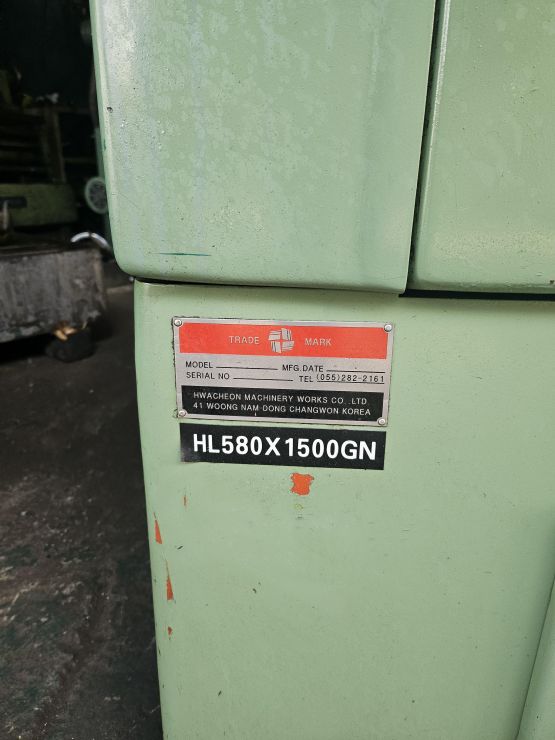 TRADE MARK
MODEL MFG. DATE
SERIAL NO TEL (055)282-2161
HWACHEON MACHINERY WORKS CO., LTD
41 WOONG NAM DONG CHANGWON KOREA
HL580X1500GN